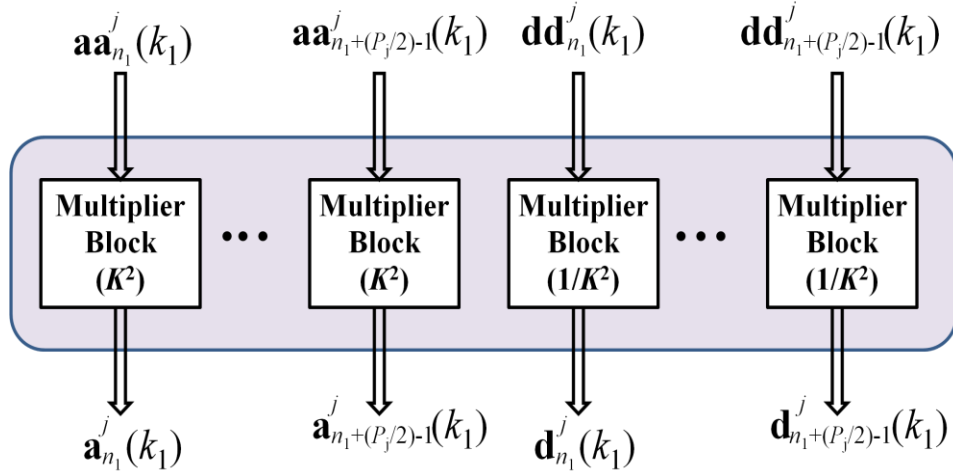 aa^j_{n_1}(k_1) aa^j_{n_1+(P_j/2)-1}(k_1) dd^j_{n_1}(k_1) dd^j_{n_1+(P_j/2)-1}(k_1)
Multiplier Multiplier Multiplier Multiplier
Block ••• Block Block ••• Block
(K²) (K²) (1/K²) (1/K²)
a^j_{n_1}(k_1) a^j_{n_1+(P_j/2)-1}(k_1) d^j_{n_1}(k_1) d^j_{n_1+(P_j/2)-1}(k_1)